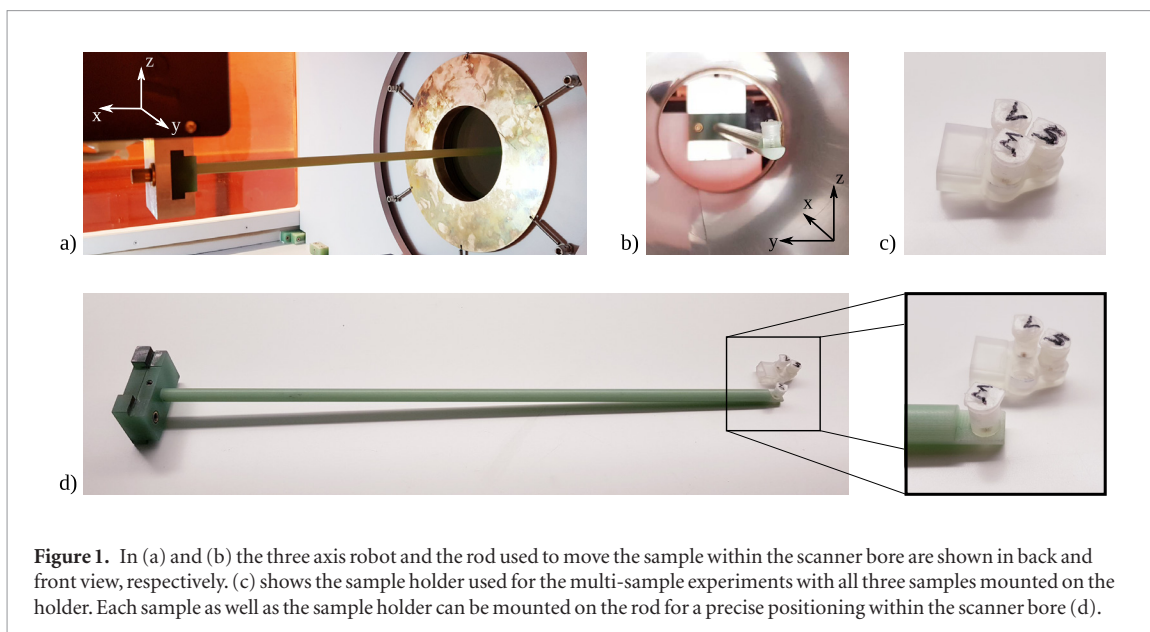 z
x
y
a)
z
x
y
b)
c)
d)
Figure 1. In (a) and (b) the three axis robot and the rod used to move the sample within the scanner bore are shown in back and
front view, respectively. (c) shows the sample holder used for the multi-sample experiments with all three samples mounted on the
holder. Each sample as well as the sample holder can be mounted on the rod for a precise positioning within the scanner bore (d).